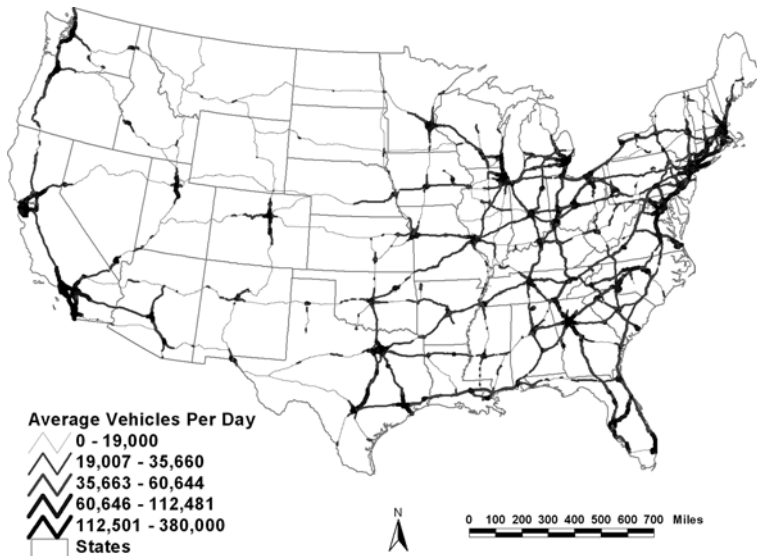 Average Vehicles Per Day
0 - 19,000
19,007 - 35,660
35,663 - 60,644
60,646 - 112,481
112,501 - 380,000
States
N
0 100 200 300 400 500 600 700 Miles